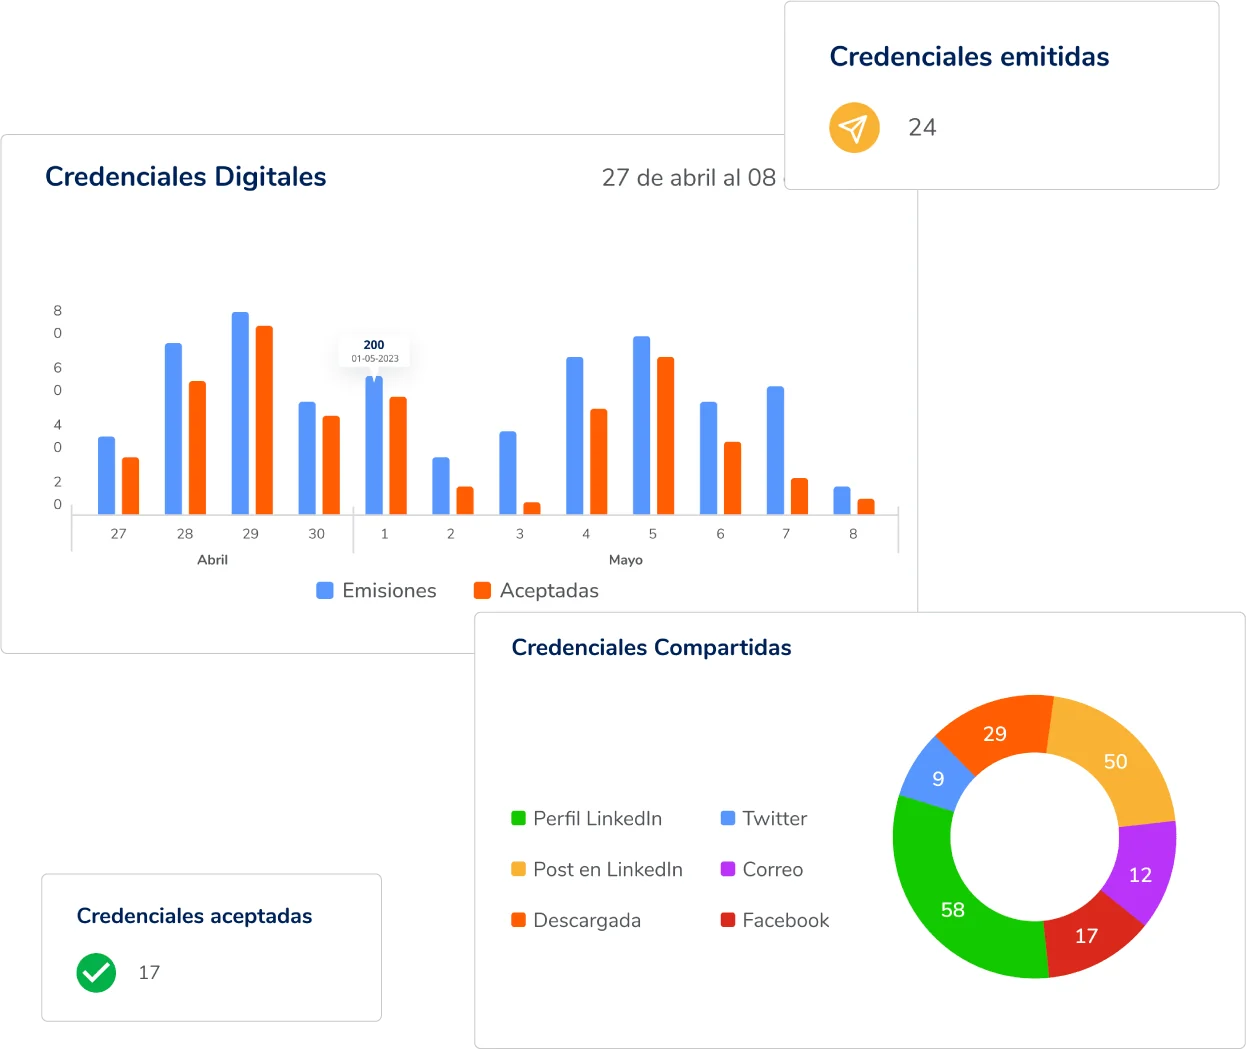 Credenciales emitidas
24
Credenciales Digitales
27 de abril al 08
8
0
6
0
4
0
2
0
200
01-05-2023
27 28 29 30 1 2 3 4 5 6 7 8
Abril Mayo
Emisiones Aceptadas
Credenciales Compartidas
29
50
9
12
58
17
Perfil LinkedIn Twitter
Post en LinkedIn Correo
Descargada Facebook
Credenciales aceptadas
17